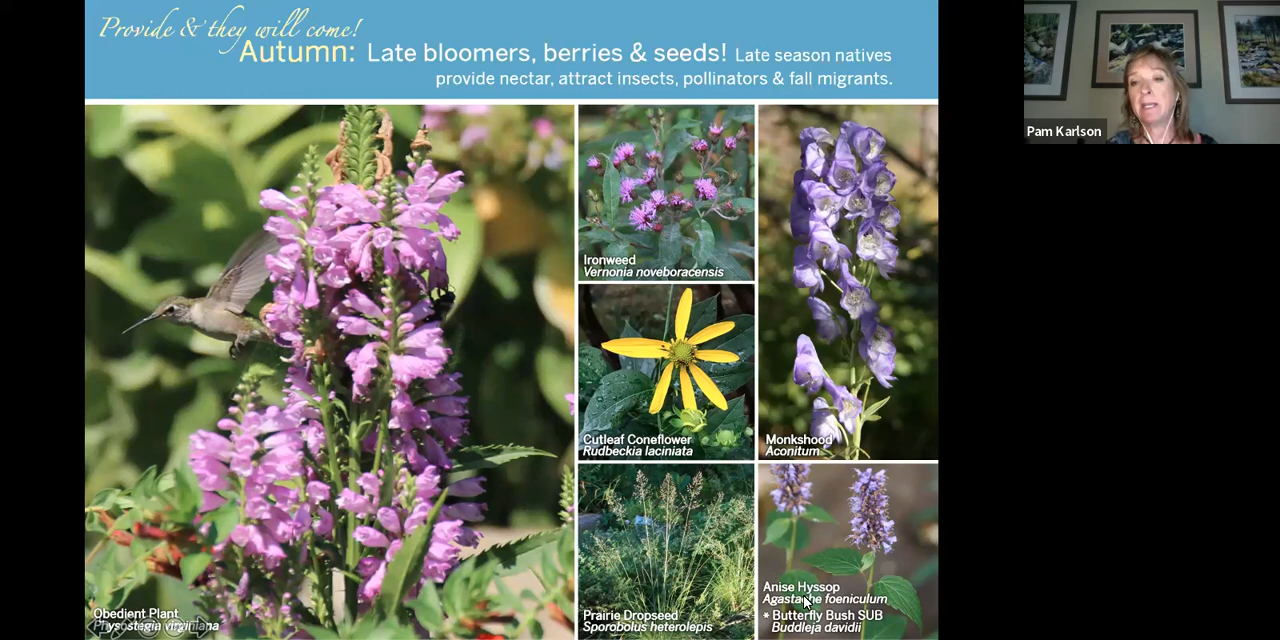 Provide & they will come!
Autumn: Late bloomers, berries & seeds! Late season natives
provide nectar, attract insects, pollinators & fall migrants.
Pam Karlson
Ironweed
Vernonia noveboracensis
Cutleaf Coneflower
Rudbeckia laciniata
Monkshood
Aconitum
Obedient Plant
Physostegia virginiana
Prairie Dropseed
Sporobolus heterolepis
Anise Hyssop
Agastache foeniculum
* Butterfly Bush SUB
Buddleja davidii